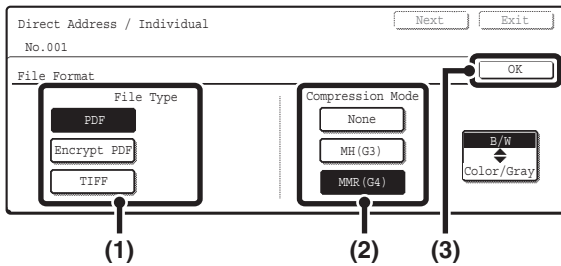 Direct Address / Individual
Next
Exit
No.001
File Format
OK
File Type
Compression Mode
PDF
None
B/W
Encrypt PDF
MH(G3)
Color/Gray
TIFF
MMR(G4)
(1)
(2)
(3)